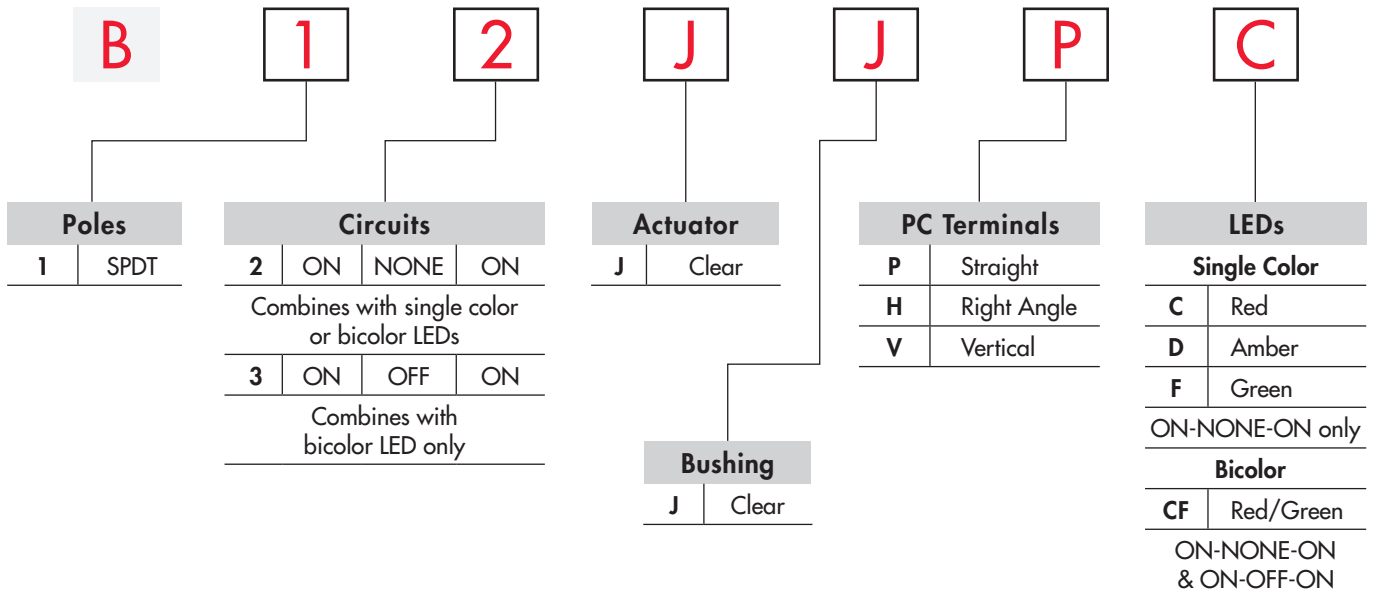 B 1 2 J J P C
Poles
1 SPDT
Circuits
2 ON NONE ON
Combines with single color
or bicolor LEDs
3 ON OFF ON
Combines with
bicolor LED only
Actuator
J Clear
Bushing
J Clear
PC Terminals
P Straight
H Right Angle
V Vertical
LEDs
Single Color
C Red
D Amber
F Green
ON-NONE-ON only
Bicolor
CF Red/Green
ON-NONE-ON
& ON-OFF-ON